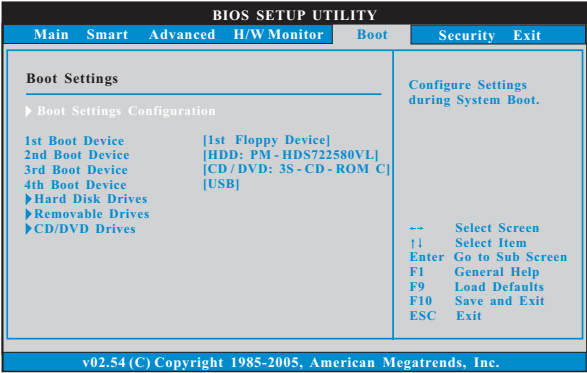 BIOS SETUP UTILITY
Main Smart Advanced H/W Monitor Boot Security Exit
Boot Settings
Boot Settings Configuration
1st Boot Device [1st Floppy Device]
2nd Boot Device [HDD: PM - HDS722580VL]
3rd Boot Device [CD / DVD: 3S - CD - ROM C]
4th Boot Device [USB]
Hard Disk Drives
Removable Drives
CD/DVD Drives
Configure Settings
during System Boot.
←→ Select Screen
↑↓ Select Item
Enter Go to Sub Screen
F1 General Help
F9 Load Defaults
F10 Save and Exit
ESC Exit
v02.54 (C) Copyright 1985-2005, American Megatrends, Inc.